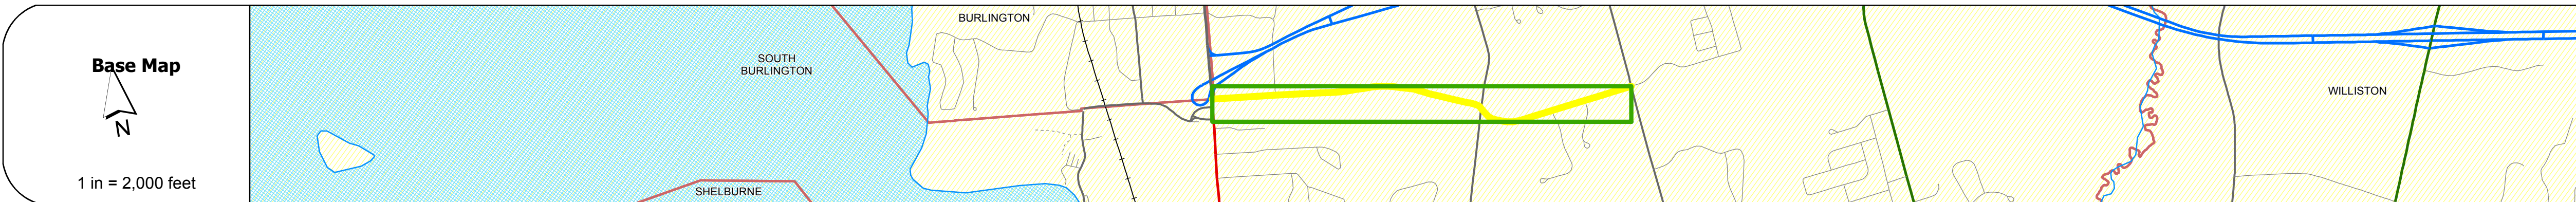 Base Map
N
1 in = 2,000 feet
BURLINGTON
SOUTH
BURLINGTON
SHELBURNE
WILLISTON